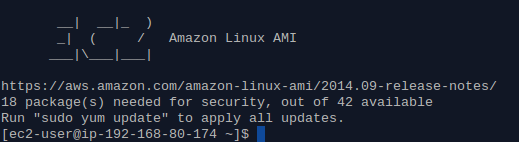 __|  __|_  )
_|  (     /   Amazon Linux AMI
___|\___|___|
https://aws.amazon.com/amazon-linux-ami/2014.09-release-notes/
18 package(s) needed for security, out of 42 available
Run "sudo yum update" to apply all updates.
[ec2-user@ip-192-168-80-174 ~]$